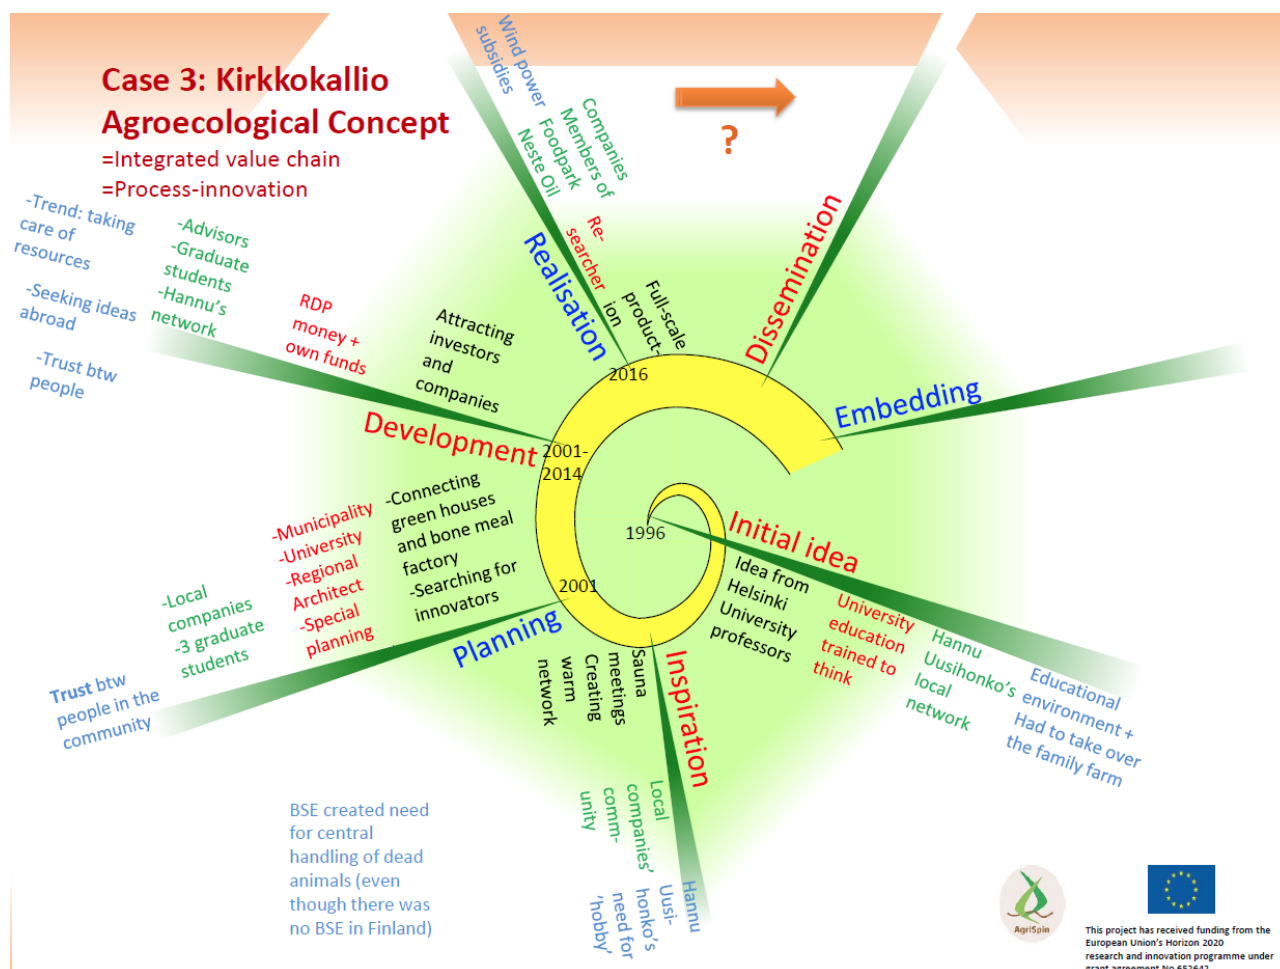 Case 3: Kirkkokallio
Agroecological Concept
=Integrated value chain
=Process-innovation
Wind power
subsidies
Companies
Members of
Foodpark
Neste Oil
Re-
searcher
Full-scale
product-
ion
Realisation
2016
?
Dissemination
Embedding
-Trend: taking
care of
resources
-Seeking ideas
abroad
-Trust btw
people
-Advisors
-Graduate
students
-Hannu's
network
RDP
money +
own funds
Attracting
investors
and
companies
Development
2001-
2014
-Connecting
green houses
and bone meal
factory
-Searching for
innovators
-Municipality
-University
-Regional
Architect
-Special
planning
-Local
companies
-3 graduate
students
Trust btw
people in the
community
2001
Planning
1996
Initial idea
Idea from
Helsinki
University
professors
University
education
trained to
think
Hannu
Uusihonko's
local
network
Educational
environment +
Had to take over
the family farm
Inspiration
Sauna
meetings
Creating
warm
network
Local
companies'
comm-
unity
Hannu
Uusi-
honko's
need for
'hobby'
BSE created need
for central
handling of dead
animals (even
though there was
no BSE in Finland)
AgriSpin
This project has received funding from the
European Union's Horizon 2020
research and innovation programme under
grant agreement No 652642